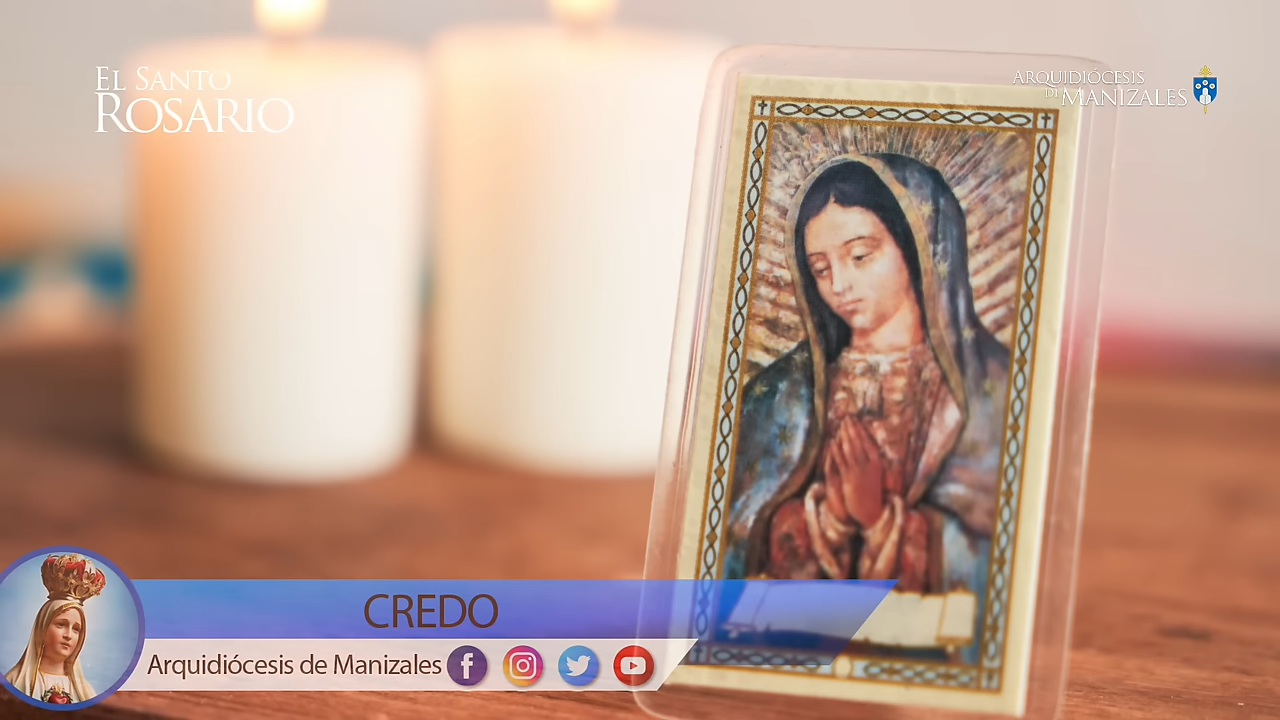 El Santo
Rosario
Arquidiócesis
de Manizales
CREDO
Arquidiócesis de Manizales